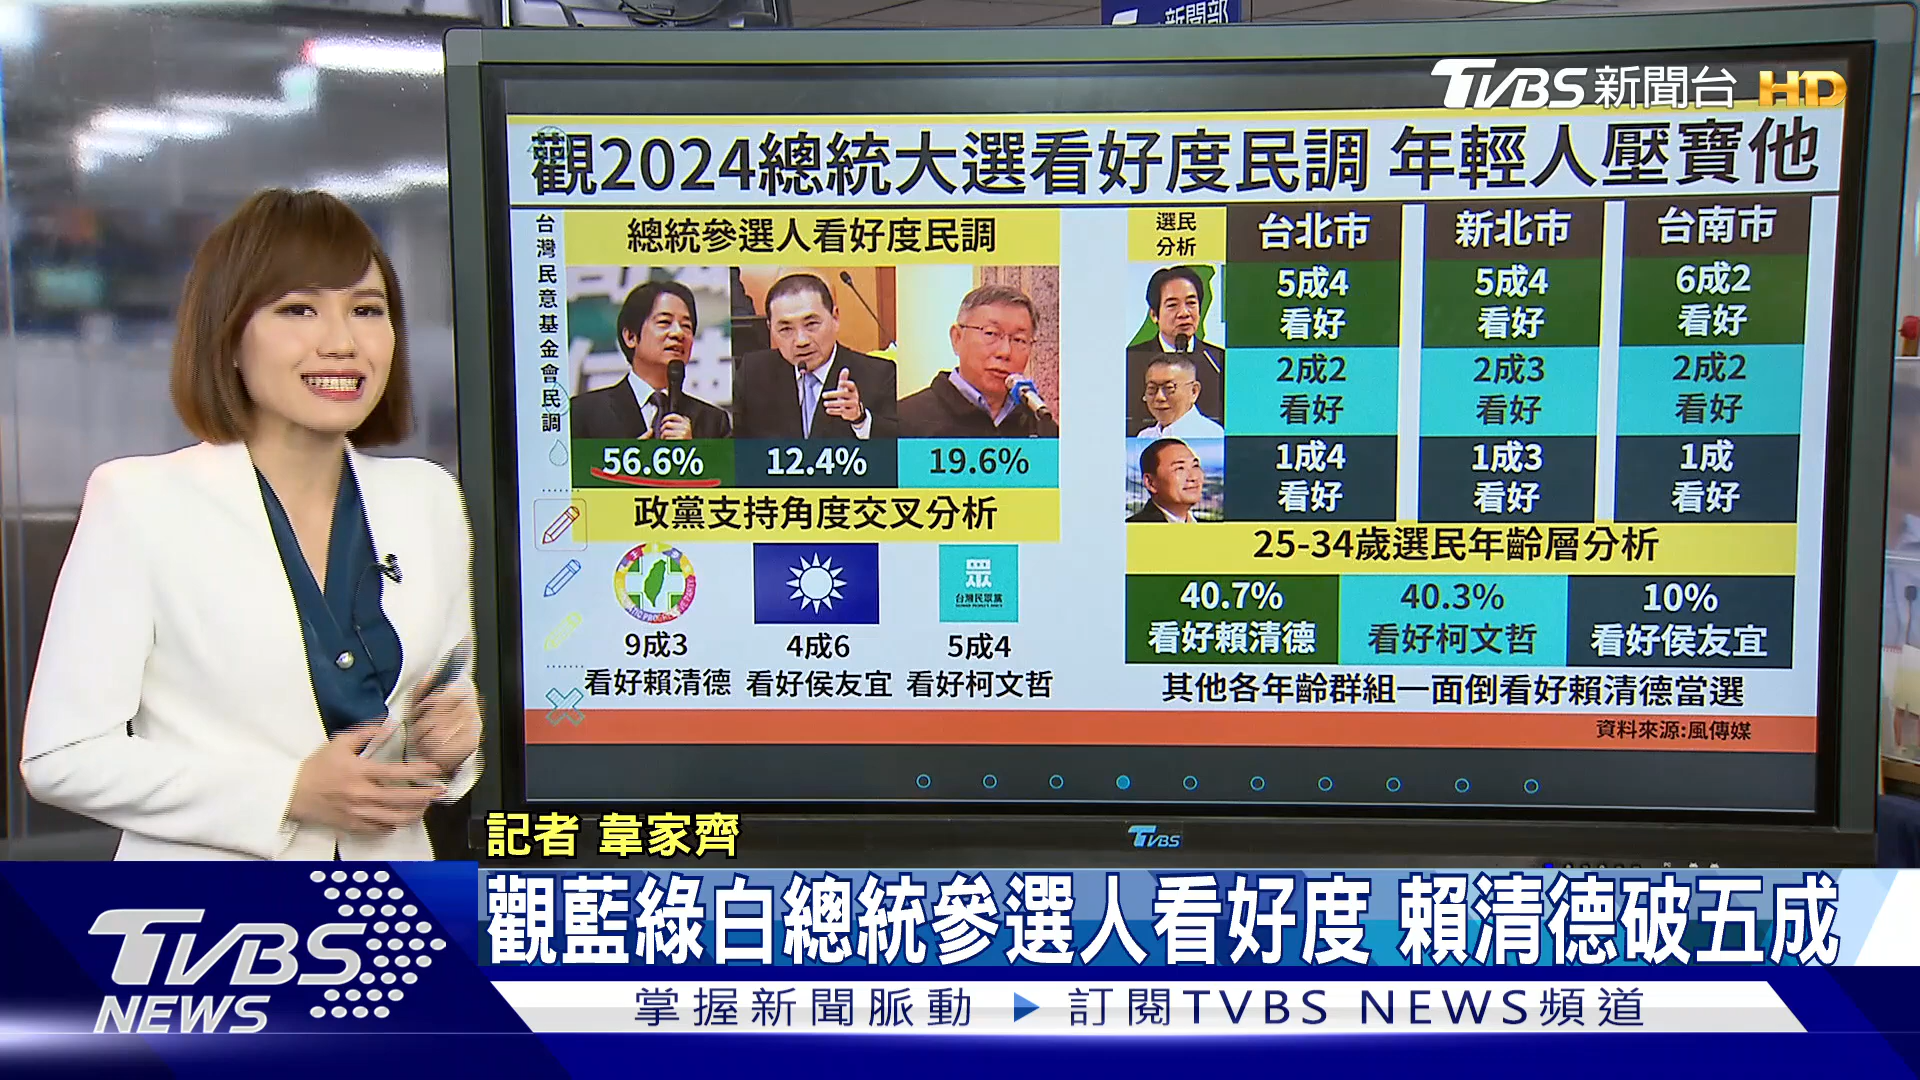 TVBS新聞部
TVBS新聞台 HD
觀2024總統大選看好度民調 年輕人壓寶他
台灣民意基金會民調
總統參選人看好度民調
56.6% 12.4% 19.6%
政黨支持角度交叉分析
眾
台灣民眾黨
9成3 4成6 5成4
看好賴清德 看好侯友宜 看好柯文哲
選民
分析
台北市 新北市 台南市
5成4 5成4 6成2
看好 看好 看好
2成2 2成3 2成2
看好 看好 看好
1成4 1成3 1成
看好 看好 看好
25-34歲選民年齡層分析
40.7% 40.3% 10%
看好賴清德 看好柯文哲 看好侯友宜
其他各年齡群組一面倒看好賴清德當選
資料來源:風傳媒
TVBS
記者 韋家齊
觀藍綠白總統參選人看好度 賴清德破五成
TVBS
NEWS
掌握新聞脈動 ▶ 訂閱TVBS NEWS頻道